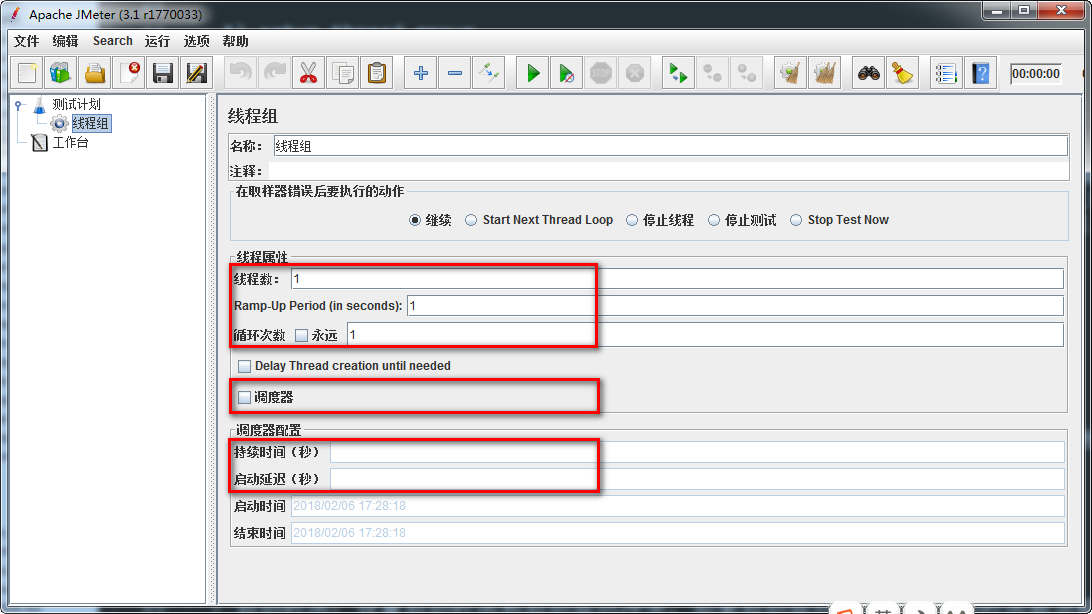 Apache JMeter (3.1 r1770033)
文件 编辑 Search 运行 选项 帮助
00:00:00
测试计划
线程组
工作台
线程组
名称： 线程组
注释：
在取样器错误后要执行的动作
继续 Start Next Thread Loop 停止线程 停止测试 Stop Test Now
线程属性
线程数： 1
Ramp-Up Period (in seconds): 1
循环次数 永远 1
Delay Thread creation until needed
调度器
调度器配置
持续时间（秒）
启动延迟（秒）
启动时间 2018/02/06 17:28:18
结束时间 2018/02/06 17:28:18